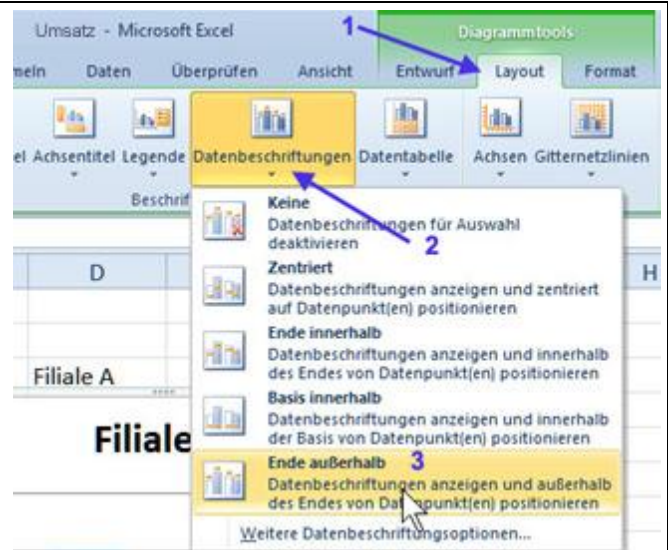 Umsatz - Microsoft Excel
1
Diagrammtools
Daten Überprüfen Ansicht Entwurf Layout Format
Achsentitel Legende Datenbeschriftungen Datentabelle Achsen Gitternetzlinien
2
Keine
Datenbeschriftungen für Auswahl
deaktivieren
Zentriert
Datenbeschriftungen anzeigen und zentriert
auf Datenpunkt(en) positionieren
Ende innerhalb
Datenbeschriftungen anzeigen und innerhalb
des Endes von Datenpunkt(en) positionieren
Basis innerhalb
Datenbeschriftungen anzeigen und innerhalb
der Basis von Datenpunkt(en) positionieren
Ende außerhalb 3
Datenbeschriftungen anzeigen und außerhalb
des Endes von Datenpunkt(en) positionieren
Weitere Datenbeschriftungsoptionen...
D
H
Filiale A
Filiale